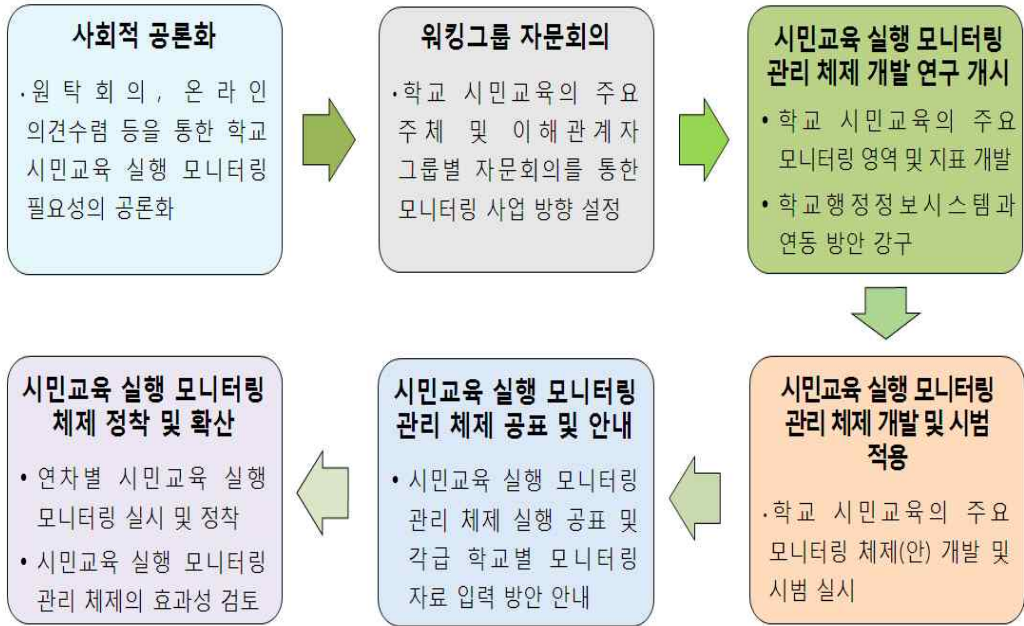 사회적 공론화
·원탁회의, 온라인
의견수렴 등을 통한 학교
시민교육 실행 모니터링
필요성의 공론화
워킹그룹 자문회의
·학교 시민교육의 주요
주체 및 이해관계자
그룹별 자문회의를 통한
모니터링 사업 방향 설정
시민교육 실행 모니터링
관리 체제 개발 연구 개시
• 학교 시민교육의 주요
모니터링 영역 및 지표 개발
• 학교행정정보시스템과
연동 방안 강구
시민교육 실행 모니터링
관리 체제 개발 및 시범
적용
·학교 시민교육의 주요
모니터링 체제(안) 개발 및
시범 실시
시민교육 실행 모니터링
관리 체제 공표 및 안내
• 시민교육 실행 모니터링
관리 체제 실행 공표 및
각급 학교별 모니터링
자료 입력 방안 안내
시민교육 실행 모니터링
체제 정착 및 확산
• 연차별 시민교육 실행
모니터링 실시 및 정착
• 시민교육 실행 모니터링
관리 체제의 효과성 검토